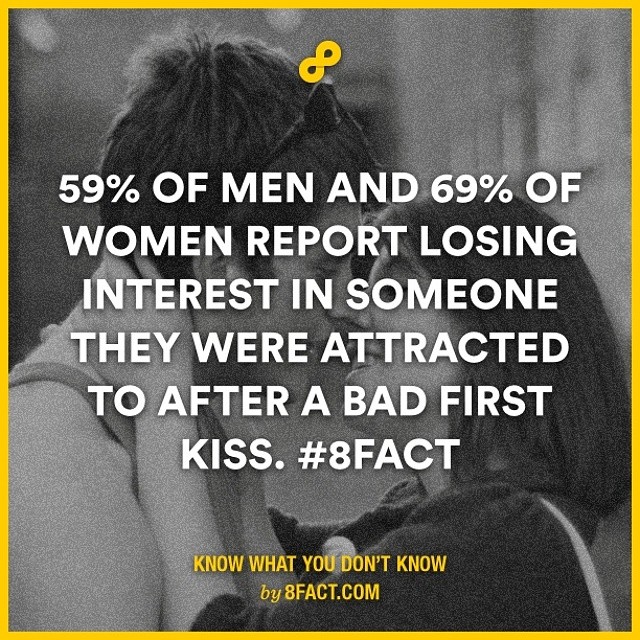 59% OF MEN AND 69% OF
WOMEN REPORT LOSING
INTEREST IN SOMEONE
THEY WERE ATTRACTED
TO AFTER A BAD FIRST
KISS. #8FACT
KNOW WHAT YOU DON'T KNOW
by 8FACT.COM